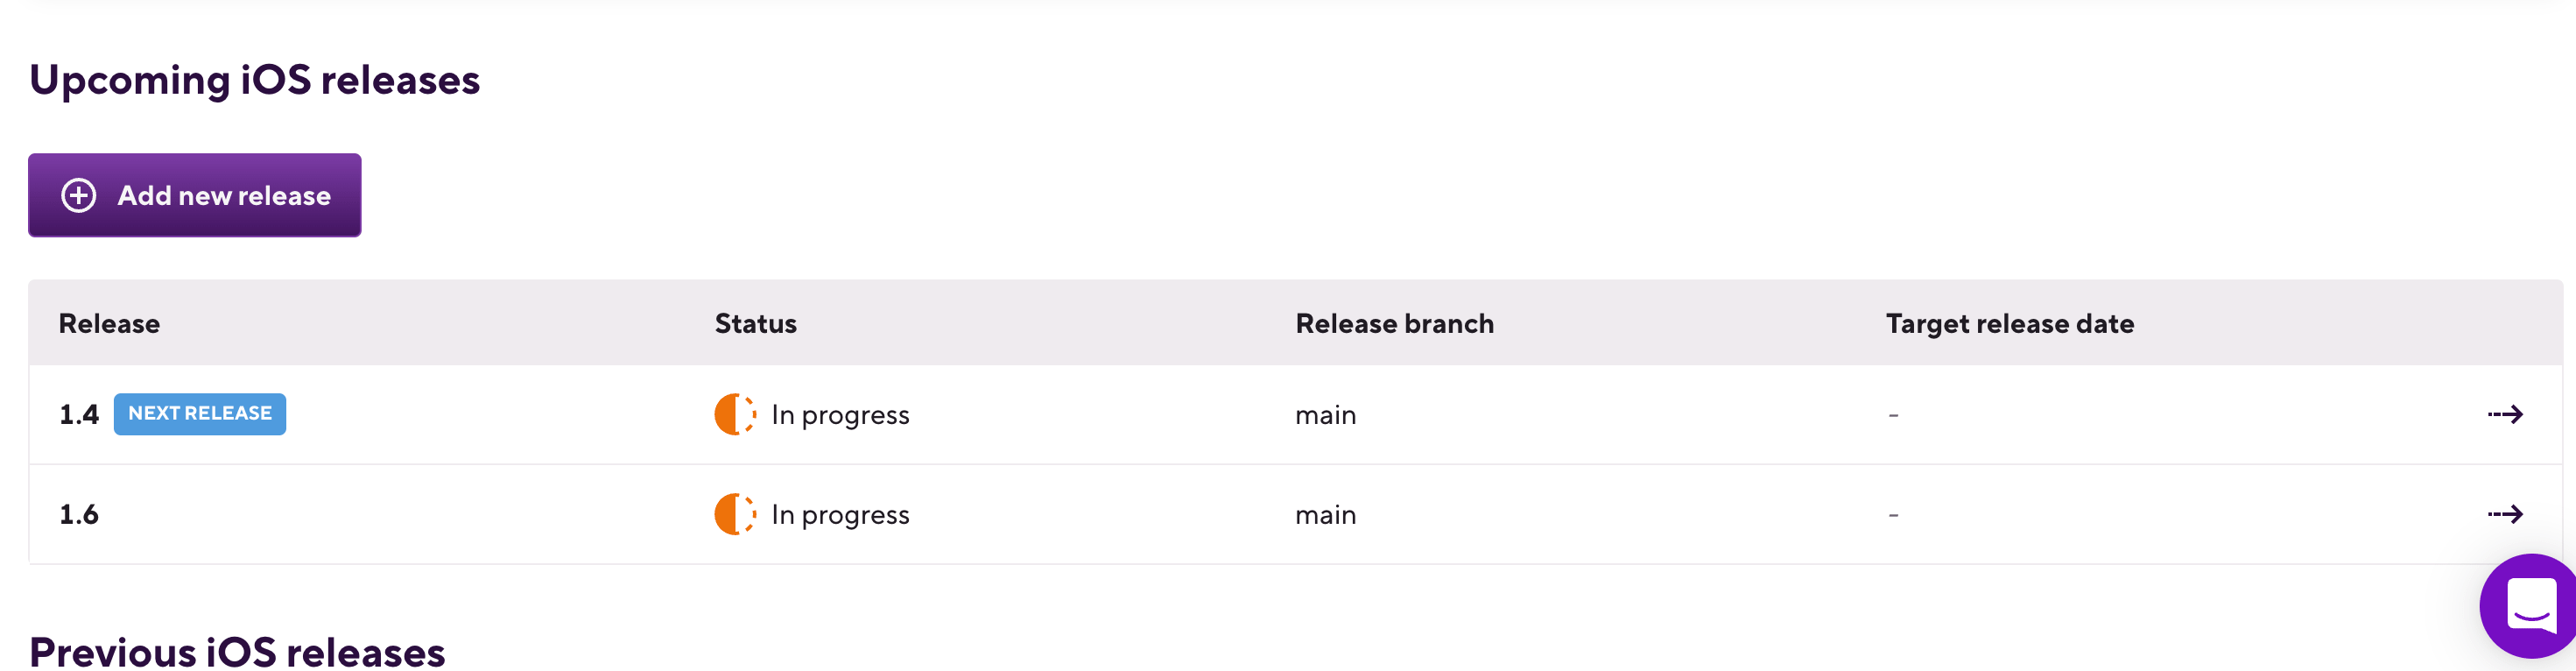 Upcoming iOS releases
Add new release
Release Status Release branch Target release date
1.4 NEXT RELEASE In progress main -
1.6 In progress main -
Previous iOS releases